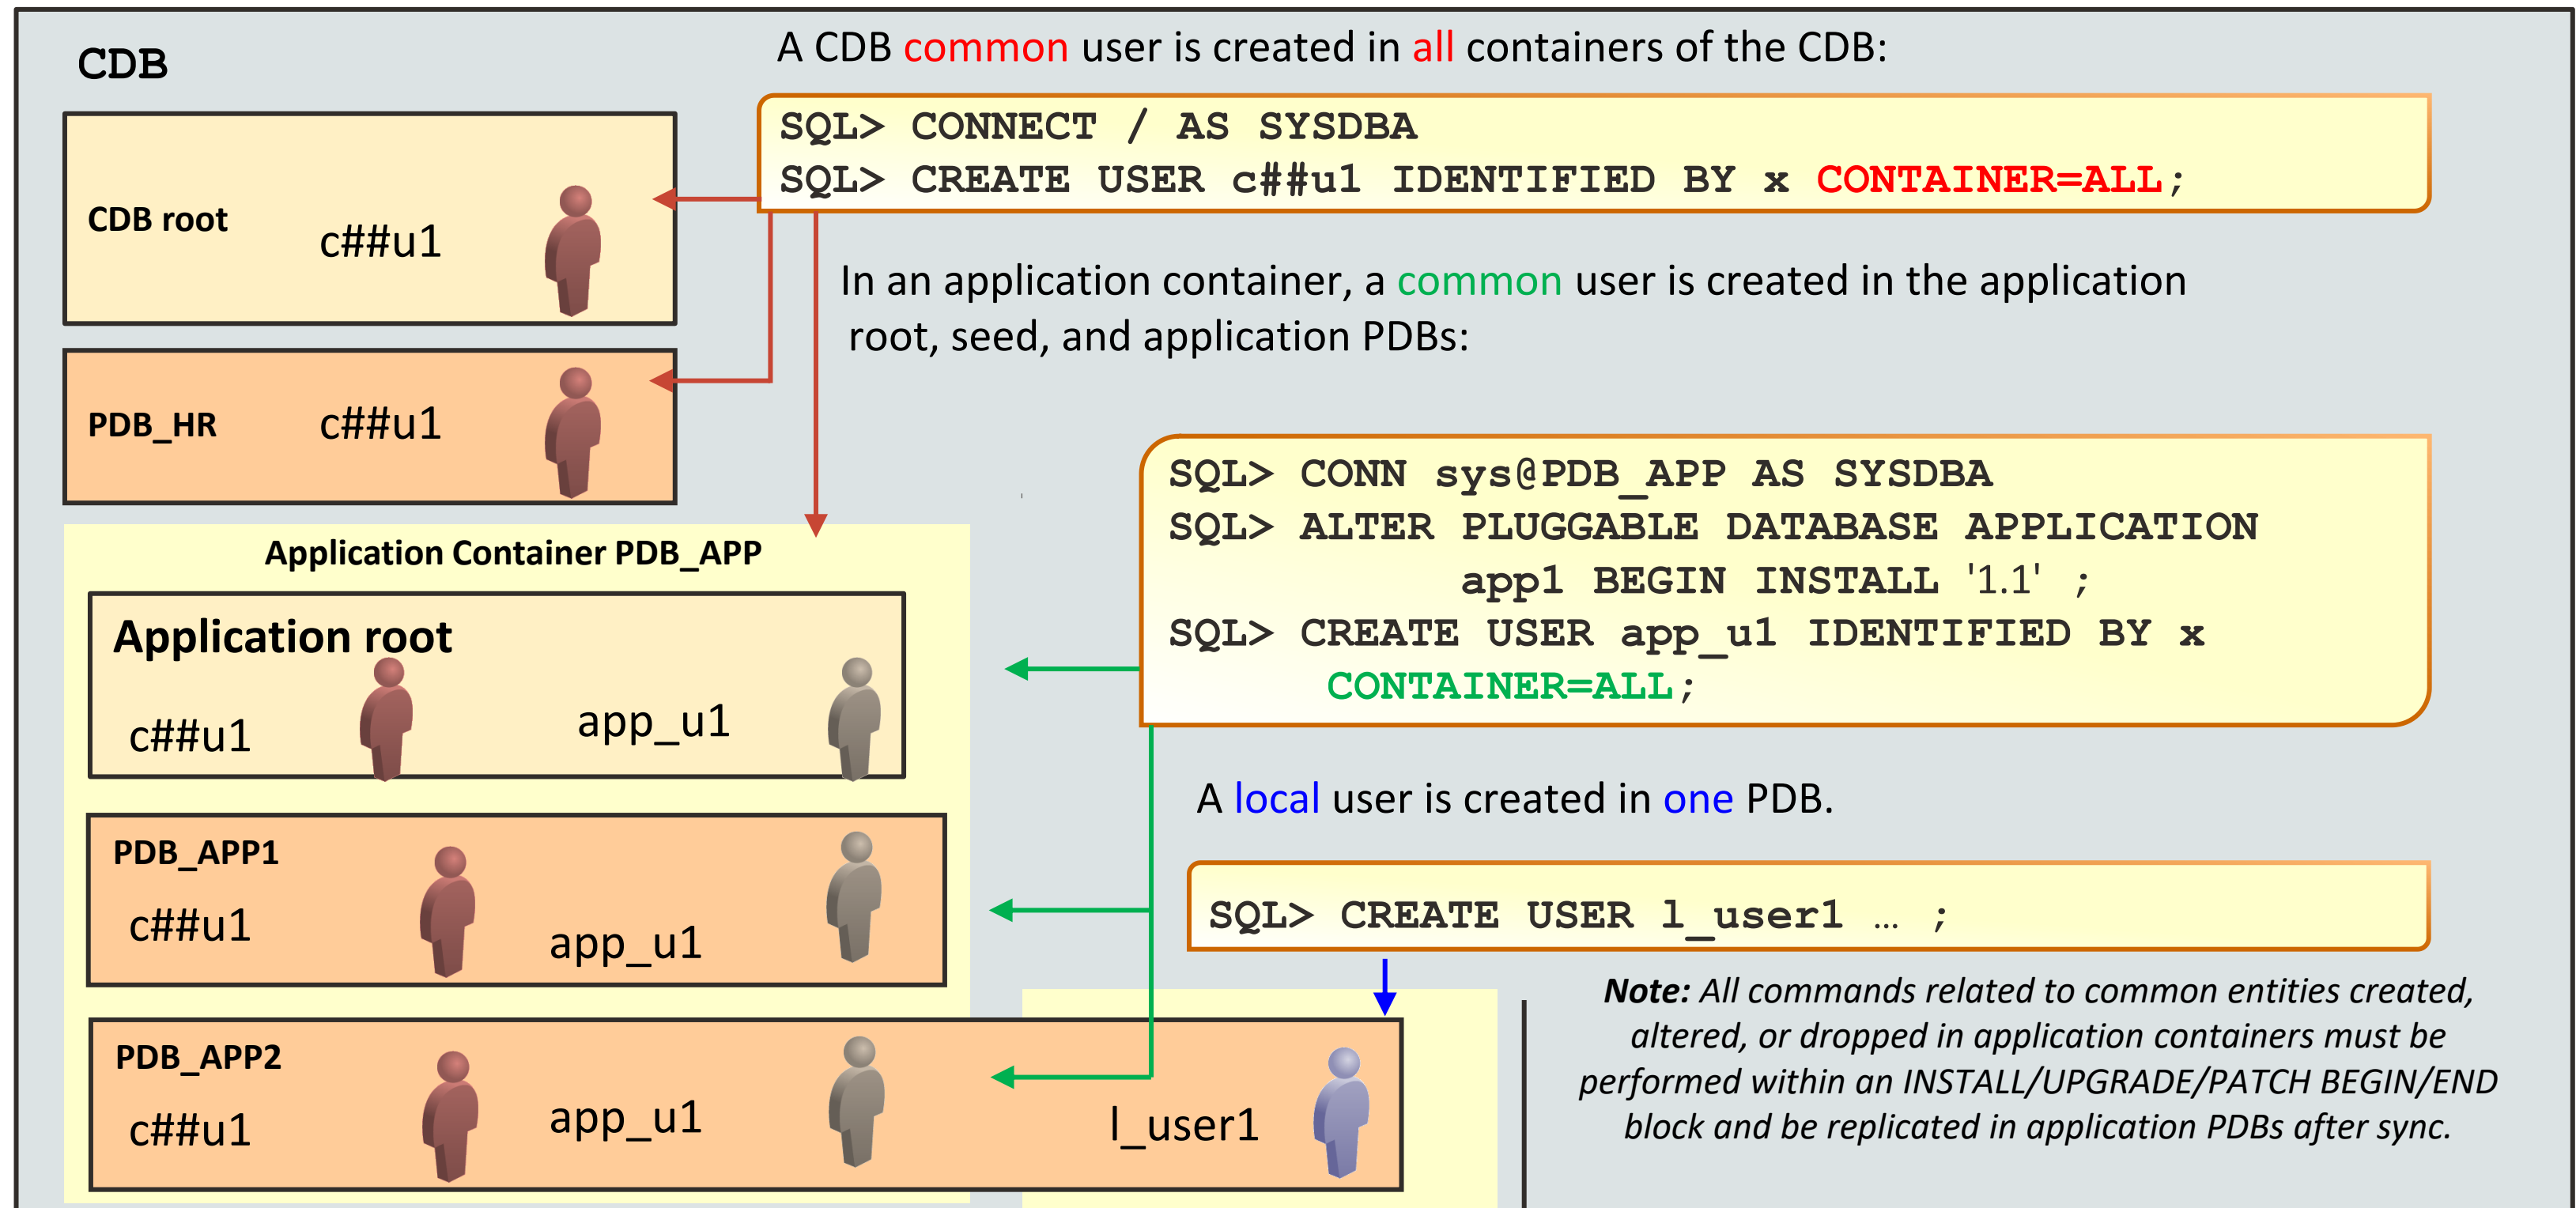 CDB
A CDB common user is created in all containers of the CDB:
SQL> CONNECT / AS SYSDBA
SQL> CREATE USER c##u1 IDENTIFIED BY x CONTAINER=ALL;
CDB root
c##u1
In an application container, a common user is created in the application
root, seed, and application PDBs:
PDB_HR
c##u1
SQL> CONN sys@PDB_APP AS SYSDBA
SQL> ALTER PLUGGABLE DATABASE APPLICATION
app1 BEGIN INSTALL '1.1' ;
SQL> CREATE USER app_u1 IDENTIFIED BY x
CONTAINER=ALL;
Application Container PDB_APP
Application root
c##u1
app_u1
A local user is created in one PDB.
PDB_APP1
c##u1
app_u1
SQL> CREATE USER l_user1 … ;
PDB_APP2
c##u1
app_u1
l_user1
Note: All commands related to common entities created,
altered, or dropped in application containers must be
performed within an INSTALL/UPGRADE/PATCH BEGIN/END
block and be replicated in application PDBs after sync.